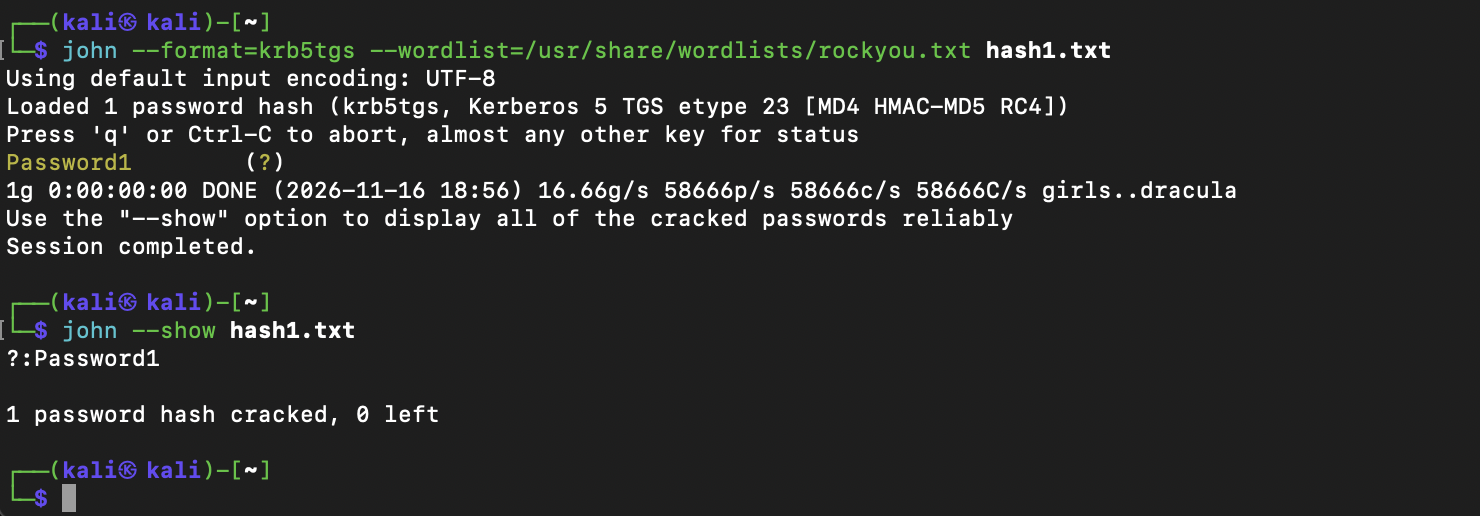 ┌──(kali㉿ kali)-[~]
└─$ john --format=krb5tgs --wordlist=/usr/share/wordlists/rockyou.txt hash1.txt
Using default input encoding: UTF-8
Loaded 1 password hash (krb5tgs, Kerberos 5 TGS etype 23 [MD4 HMAC-MD5 RC4])
Press 'q' or Ctrl-C to abort, almost any other key for status
Password1        (?)
1g 0:00:00:00 DONE (2026-11-16 18:56) 16.66g/s 58666p/s 58666c/s 58666C/s girls..dracula
Use the "--show" option to display all of the cracked passwords reliably
Session completed.
┌──(kali㉿ kali)-[~]
└─$ john --show hash1.txt
?:Password1
1 password hash cracked, 0 left
┌──(kali㉿ kali)-[~]
└─$